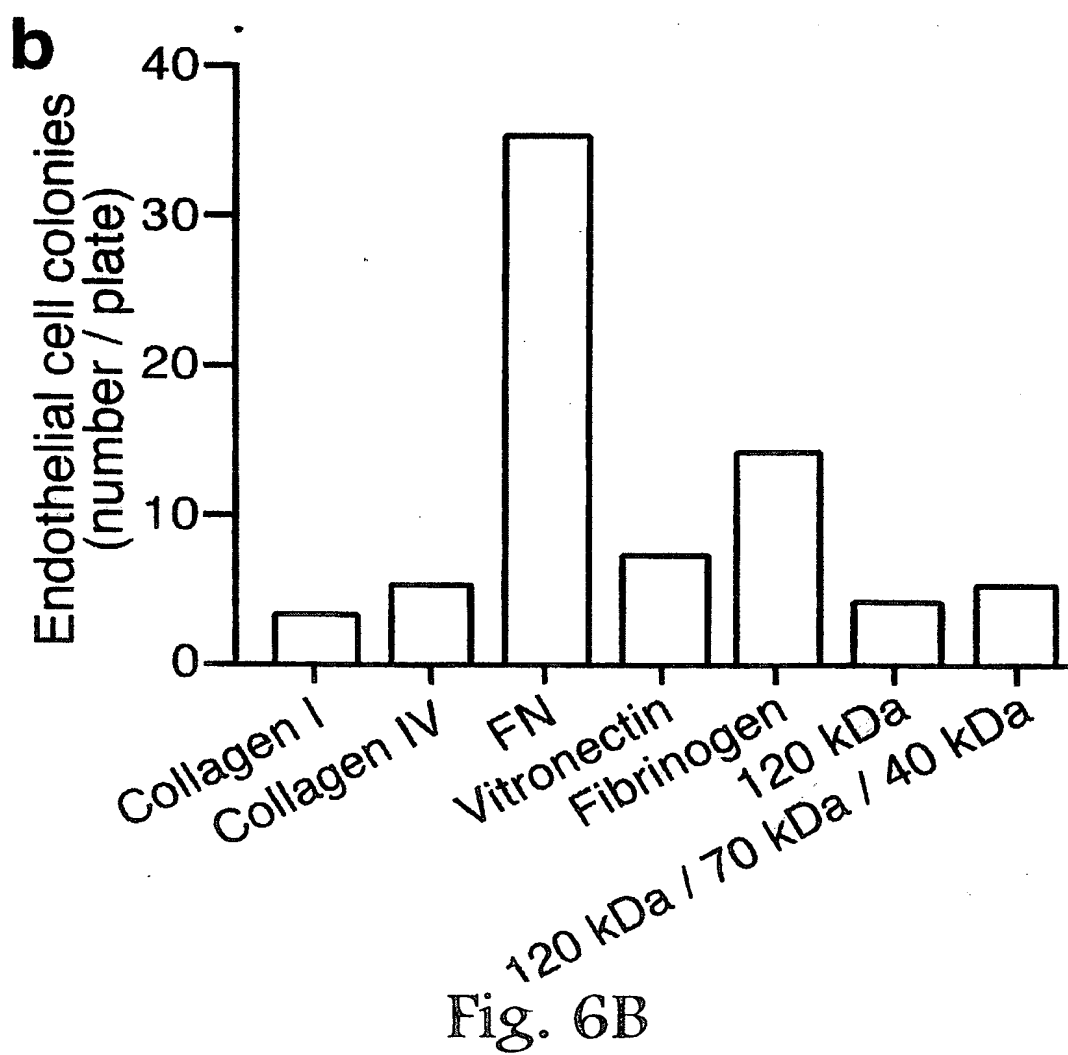 b
Endothelial cell colonies
(number / plate)
40
30
20
10
0
Collagen I
Collagen IV
FN
Vitronectin
Fibrinogen
120 kDa
120 kDa / 70 kDa / 40 kDa
Fig. 6B